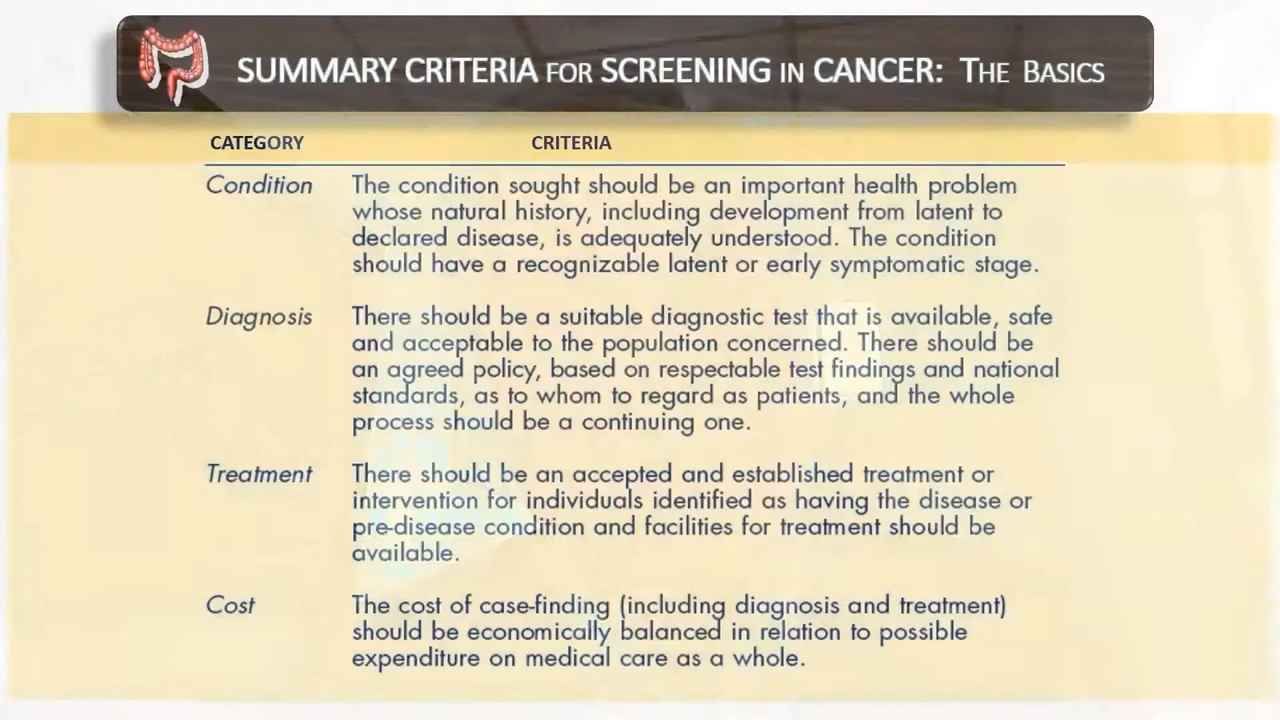 SUMMARY CRITERIA FOR SCREENING IN CANCER: THE BASICS
CATEGORY CRITERIA
Condition The condition sought should be an important health problem
whose natural history, including development from latent to
declared disease, is adequately understood. The condition
should have a recognizable latent or early symptomatic stage.
Diagnosis There should be a suitable diagnostic test that is available, safe
and acceptable to the population concerned. There should be
an agreed policy, based on respectable test findings and national
standards, as to whom to regard as patients, and the whole
process should be a continuing one.
Treatment There should be an accepted and established treatment or
intervention for individuals identified as having the disease or
pre-disease condition and facilities for treatment should be
available.
Cost The cost of case-finding (including diagnosis and treatment)
should be economically balanced in relation to possible
expenditure on medical care as a whole.